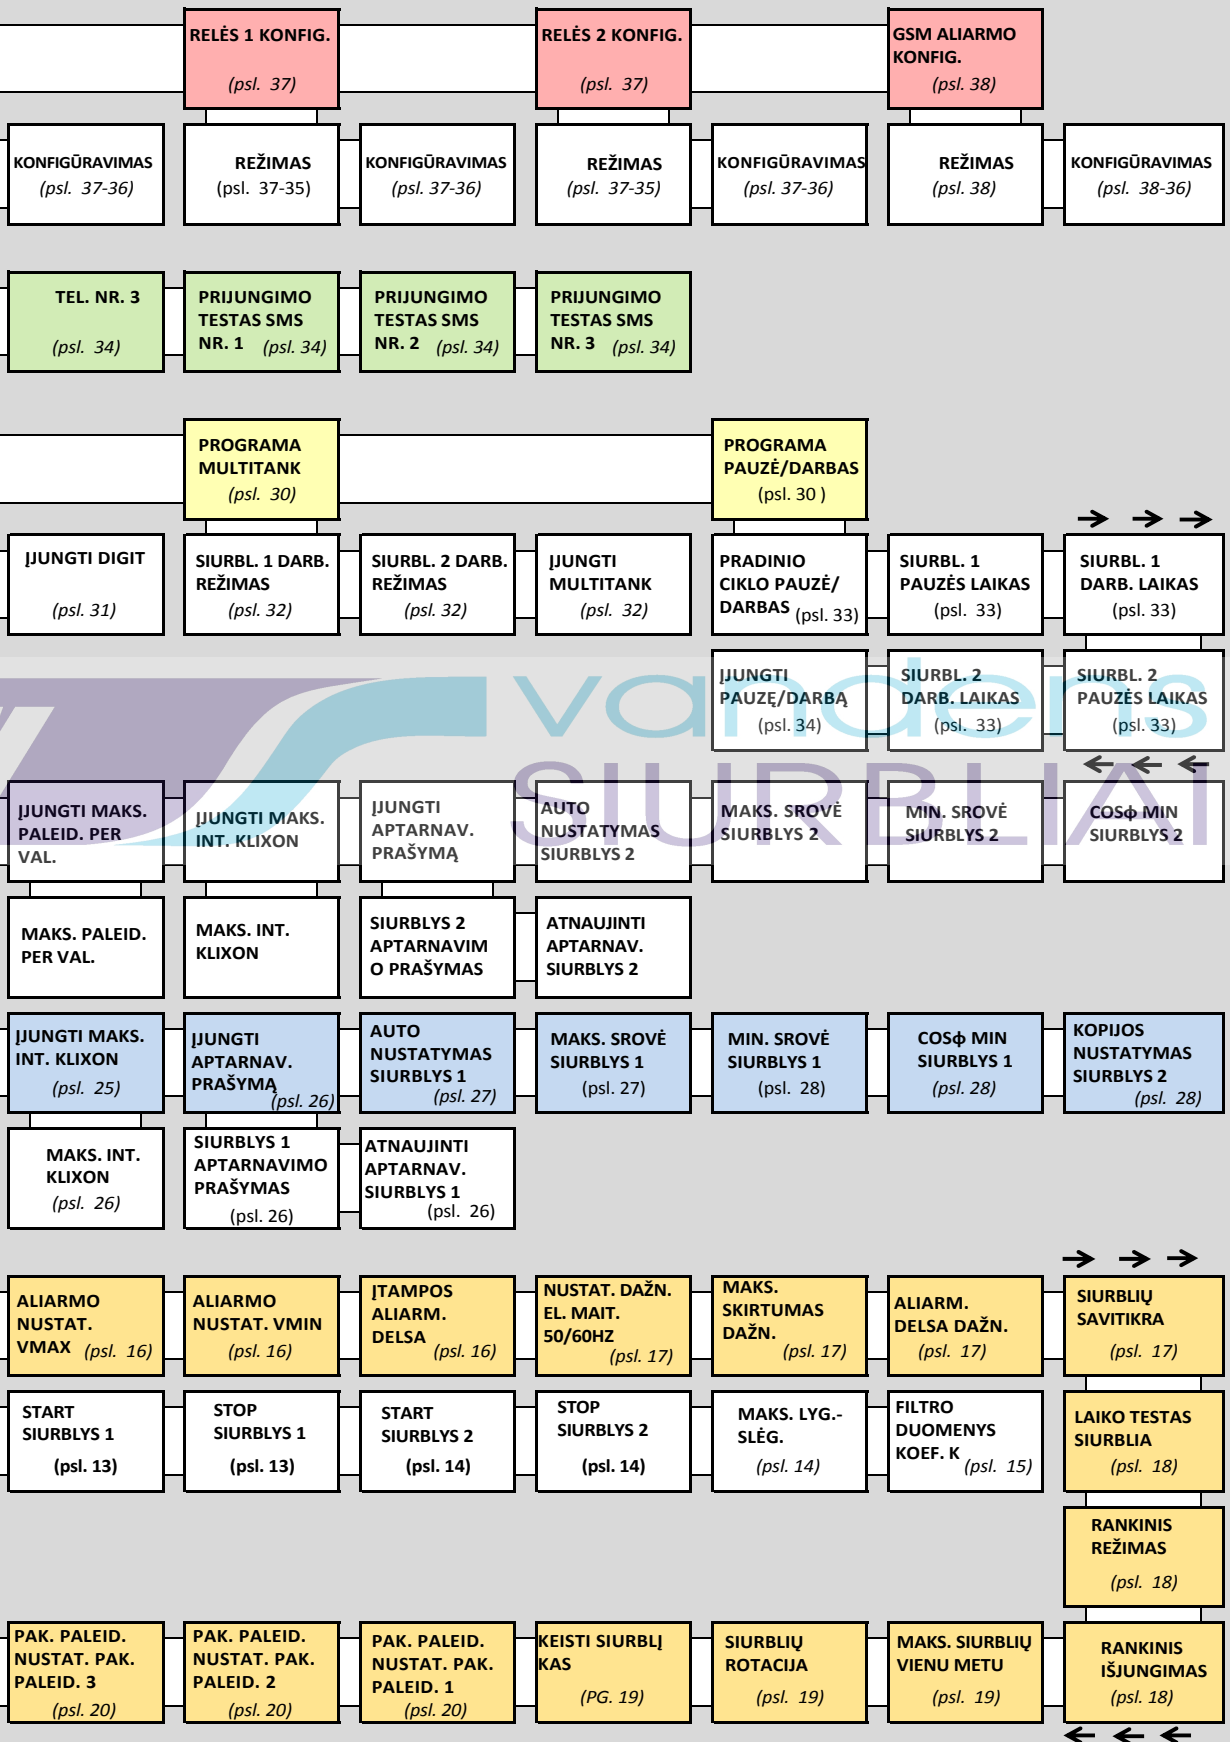 RELĖS 1 KONFIG.
(psl. 37)
RELĖS 2 KONFIG.
(psl. 37)
GSM ALIARMO
KONFIG.
(psl. 38)
KONFIGŪRAVIMAS
(psl. 37-36)
REŽIMAS
(psl. 37-35)
KONFIGŪRAVIMAS
(psl. 37-36)
REŽIMAS
(psl. 37-35)
KONFIGŪRAVIMAS
(psl. 37-36)
REŽIMAS
(psl. 38)
KONFIGŪRAVIMAS
(psl. 38-36)
TEL. NR. 3
(psl. 34)
PRIJUNGIMO
TESTAS SMS
NR. 1 (psl. 34)
PRIJUNGIMO
TESTAS SMS
NR. 2 (psl. 34)
PRIJUNGIMO
TESTAS SMS
NR. 3 (psl. 34)
PROGRAMA
MULTITANK
(psl. 30)
PROGRAMA
PAUZĖ/DARBAS
(psl. 30 )
ĮJUNGTI DIGIT
(psl. 31)
SIURBL. 1 DARB.
REŽIMAS
(psl. 32)
SIURBL. 2 DARB.
REŽIMAS
(psl. 32)
ĮJUNGTI
MULTITANK
(psl. 32)
PRADINIO
CIKLO PAUZĖ/
DARBAS (psl. 33)
SIURBL. 1
PAUZĖS LAIKAS
(psl. 33)
SIURBL. 1
DARB. LAIKAS
(psl. 33)
ĮJUNGTI
PAUZĘ/DARBĄ
(psl. 34)
SIURBL. 2
DARB. LAIKAS
(psl. 33)
SIURBL. 2
PAUZĖS LAIKAS
(psl. 33)
vandens
SIURBLIAI
ĮJUNGTI MAKS.
PALEID. PER
VAL.
ĮJUNGTI MAKS.
INT. KLIXON
ĮJUNGTI
APTARNAV.
PRAŠYMĄ
AUTO
NUSTATYMAS
SIURBLYS 2
MAKS. SROVĖ
SIURBLYS 2
MIN. SROVĖ
SIURBLYS 2
COSϕ MIN
SIURBLYS 2
MAKS. PALEID.
PER VAL.
MAKS. INT.
KLIXON
SIURBLYS 2
APTARNAVIM
O PRAŠYMAS
ATNAUJINTI
APTARNAV.
SIURBLYS 2
ĮJUNGTI MAKS.
INT. KLIXON
(psl. 25)
ĮJUNGTI
APTARNAV.
PRAŠYMĄ
(psl. 26)
AUTO
NUSTATYMAS
SIURBLYS 1
(psl. 27)
MAKS. SROVĖ
SIURBLYS 1
(psl. 27)
MIN. SROVĖ
SIURBLYS 1
(psl. 28)
COSϕ MIN
SIURBLYS 1
(psl. 28)
KOPIJOS
NUSTATYMAS
SIURBLYS 2
(psl. 28)
MAKS. INT.
KLIXON
(psl. 26)
SIURBLYS 1
APTARNAVIMO
PRAŠYMAS
(psl. 26)
ATNAUJINTI
APTARNAV.
SIURBLYS 1
(psl. 26)
ALIARMO
NUSTAT.
VMAX (psl. 16)
ALIARMO
NUSTAT. VMIN
(psl. 16)
ĮTAMPOS
ALIARM.
DELSA (psl. 16)
NUSTAT. DAŽN.
EL. MAIT.
50/60HZ
(psl. 17)
MAKS.
SKIRTUMAS
DAŽN.
(psl. 17)
ALIARM.
DELSA DAŽN.
(psl. 17)
SIURBLIŲ
SAVITIKRA
(psl. 17)
START
SIURBLYS 1
(psl. 13)
STOP
SIURBLYS 1
(psl. 13)
START
SIURBLYS 2
(psl. 14)
STOP
SIURBLYS 2
(psl. 14)
MAKS. LYG.-
SLĖG.
(psl. 14)
FILTRO
DUOMENYS
KOEF. K (psl. 15)
LAIKO TESTAS
SIURBLIA
(psl. 18)
RANKINIS
REŽIMAS
(psl. 18)
PAK. PALEID.
NUSTAT. PAK.
PALEID. 3
(psl. 20)
PAK. PALEID.
NUSTAT. PAK.
PALEID. 2
(psl. 20)
PAK. PALEID.
NUSTAT. PAK.
PALEID. 1
(psl. 20)
KEISTI SIURBLĮ
KAS
(PG. 19)
SIURBLIŲ
ROTACIJA
(psl. 19)
MAKS. SIURBLIŲ
VIENU METU
(psl. 19)
RANKINIS
IŠJUNGIMAS
(psl. 18)